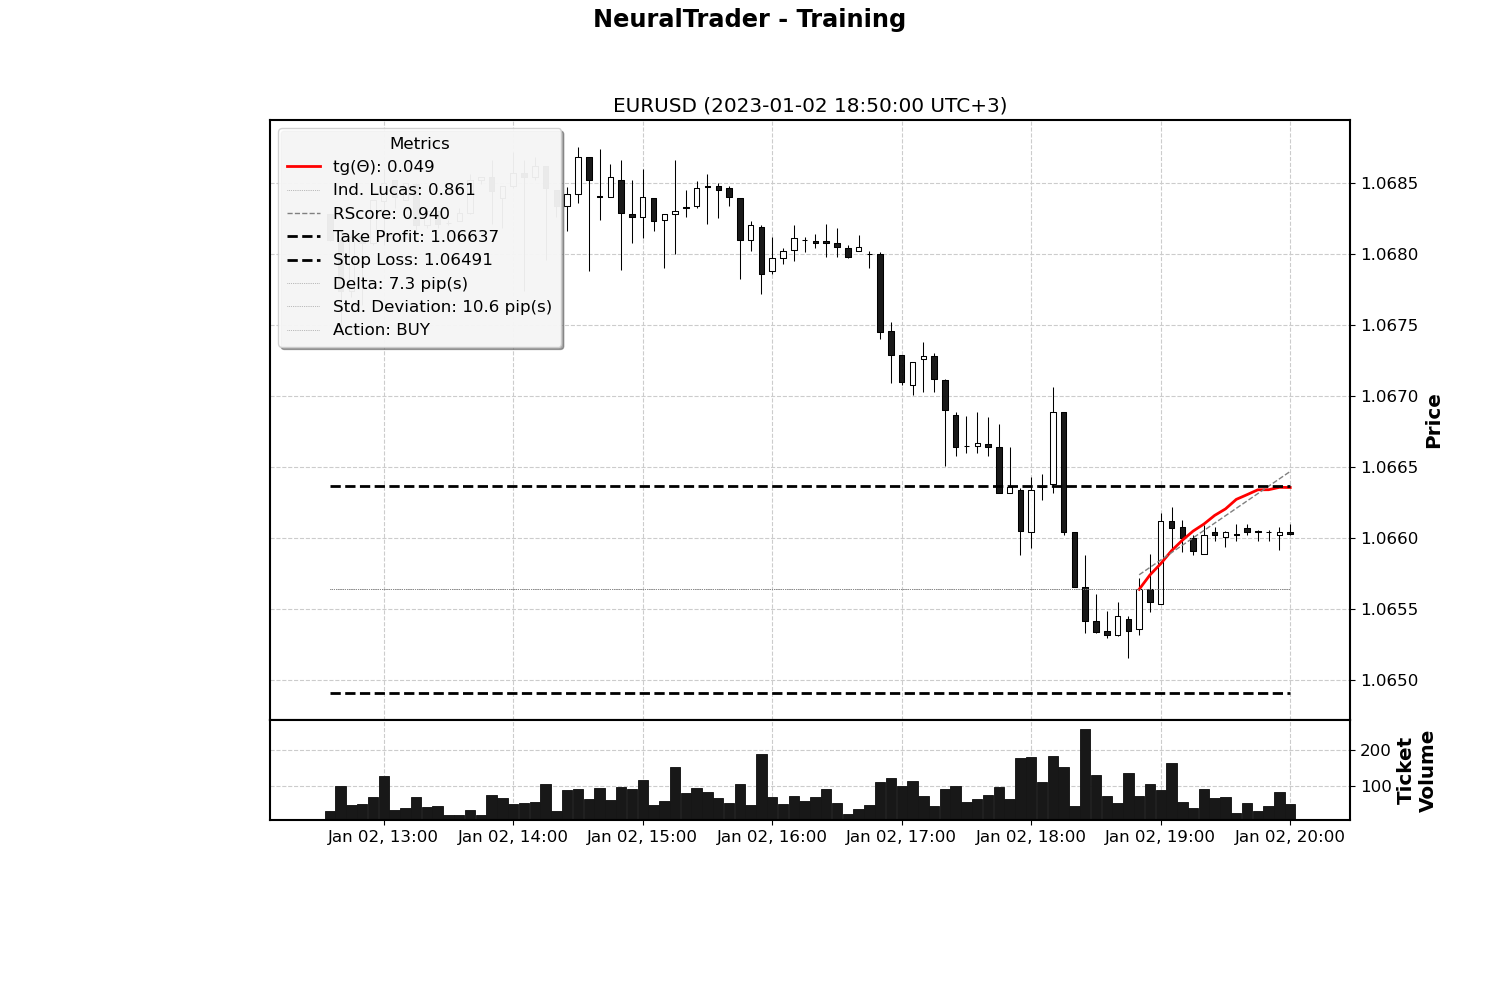 NeuralTrader - Training
EURUSD (2023-01-02 18:50:00 UTC+3)
Metrics
tg(Θ): 0.049
Ind. Lucas: 0.861
RScore: 0.940
Take Profit: 1.06637
Stop Loss: 1.06491
Delta: 7.3 pip(s)
Std. Deviation: 10.6 pip(s)
Action: BUY
1.0685
1.0680
1.0675
1.0670
1.0665
1.0660
1.0655
1.0650
Price
200
100
Ticket
Volume
Jan 02, 13:00
Jan 02, 14:00
Jan 02, 15:00
Jan 02, 16:00
Jan 02, 17:00
Jan 02, 18:00
Jan 02, 19:00
Jan 02, 20:00